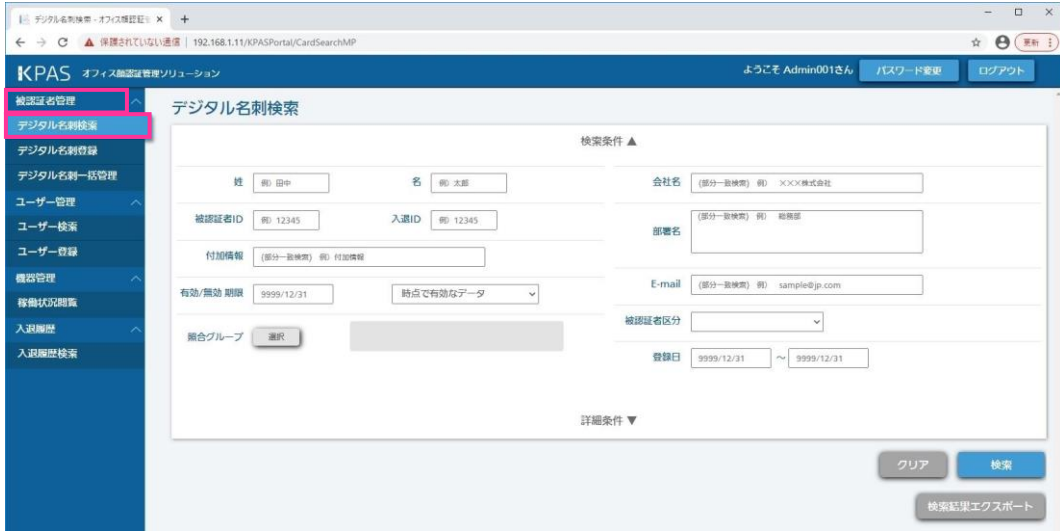 デジタル名刺検索 - オフィス顔認証
保護されていない通信 | 192.168.1.11/KPASPortal/CardSearchMP
更新
KPAS オフィス顔認証管理ソリューション
ようこそ Admin001さん
パスワード変更
ログアウト
被認証者管理
デジタル名刺検索
デジタル名刺登録
デジタル名刺一括管理
ユーザー管理
ユーザー検索
ユーザー登録
機器管理
稼働状況閲覧
入退履歴
入退履歴検索
デジタル名刺検索
検索条件 ▲
姓 例) 田中
名 例) 太郎
被認証者ID 例) 12345
入退ID 例) 12345
付加情報 (部分一致検索) 例) 付加情報
有効/無効 期限 9999/12/31
時点で有効なデータ
照合グループ 選択
会社名 (部分一致検索) 例) ×××株式会社
部署名 (部分一致検索) 例) 総務部
E-mail (部分一致検索) 例) sample@jp.com
被認証者区分
登録日 9999/12/31 ～ 9999/12/31
詳細条件 ▼
クリア
検索
検索結果エクスポート